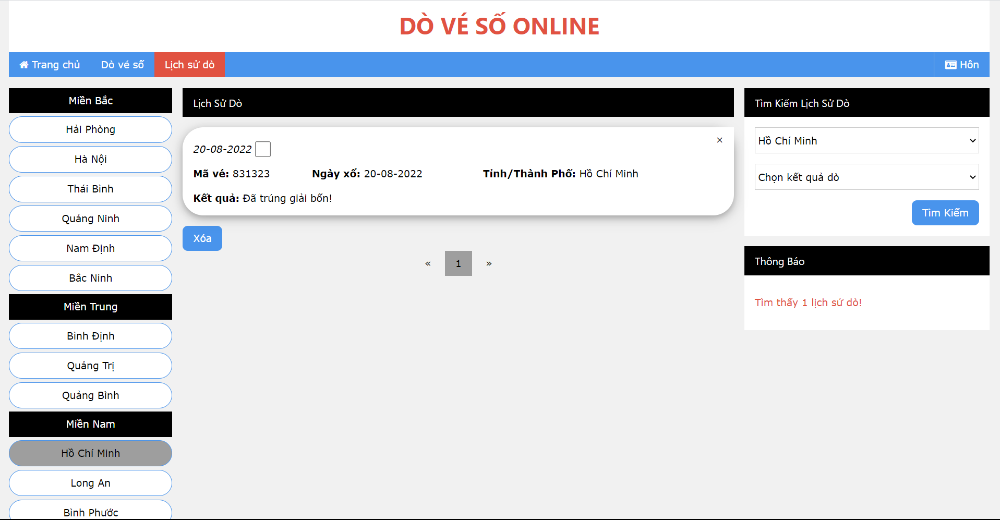 DÒ VÉ SỐ ONLINE
Trang chủ Dò vé số Lịch sử dò Hôn
Miền Bắc
Hải Phòng
Hà Nội
Thái Bình
Quảng Ninh
Nam Định
Bắc Ninh
Miền Trung
Bình Định
Quảng Trị
Quảng Bình
Miền Nam
Hồ Chí Minh
Long An
Bình Phước
Lịch Sử Dò
×
20-08-2022
Mã vé: 831323 Ngày xổ: 20-08-2022 Tỉnh/Thành Phố: Hồ Chí Minh
Kết quả: Đã trúng giải bốn!
Xóa
« 1 »
Tìm Kiếm Lịch Sử Dò
Hồ Chí Minh
Chọn kết quả dò
Tìm Kiếm
Thông Báo
Tìm thấy 1 lịch sử dò!